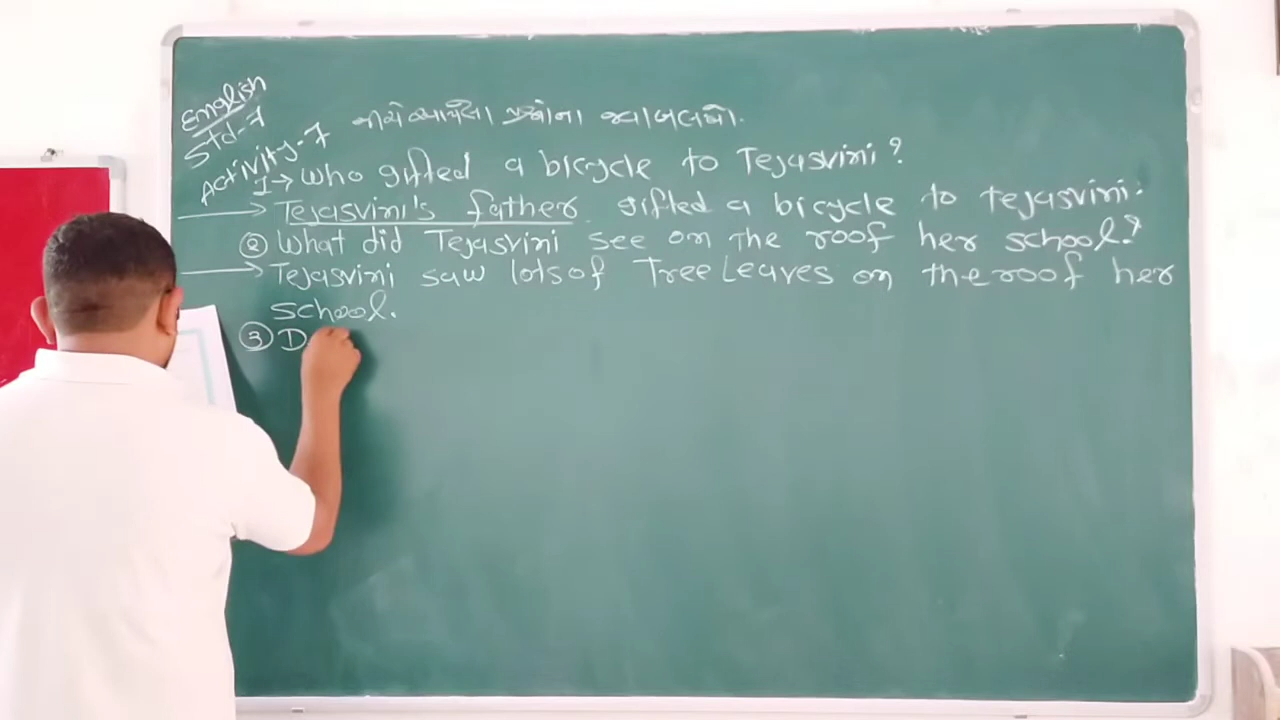 English
Std-7
Activity-7
નીચે આપેલા પ્રશ્નોના જવાબ લખો.
1→ Who gifted a bicycle to Tejasvini?
→ Tejasvini's father gifted a bicycle to tejasvini.
② What did Tejasvini see on the roof her school?
→ Tejasvini saw lots of Tree Leaves on the roof her
school.
③ D